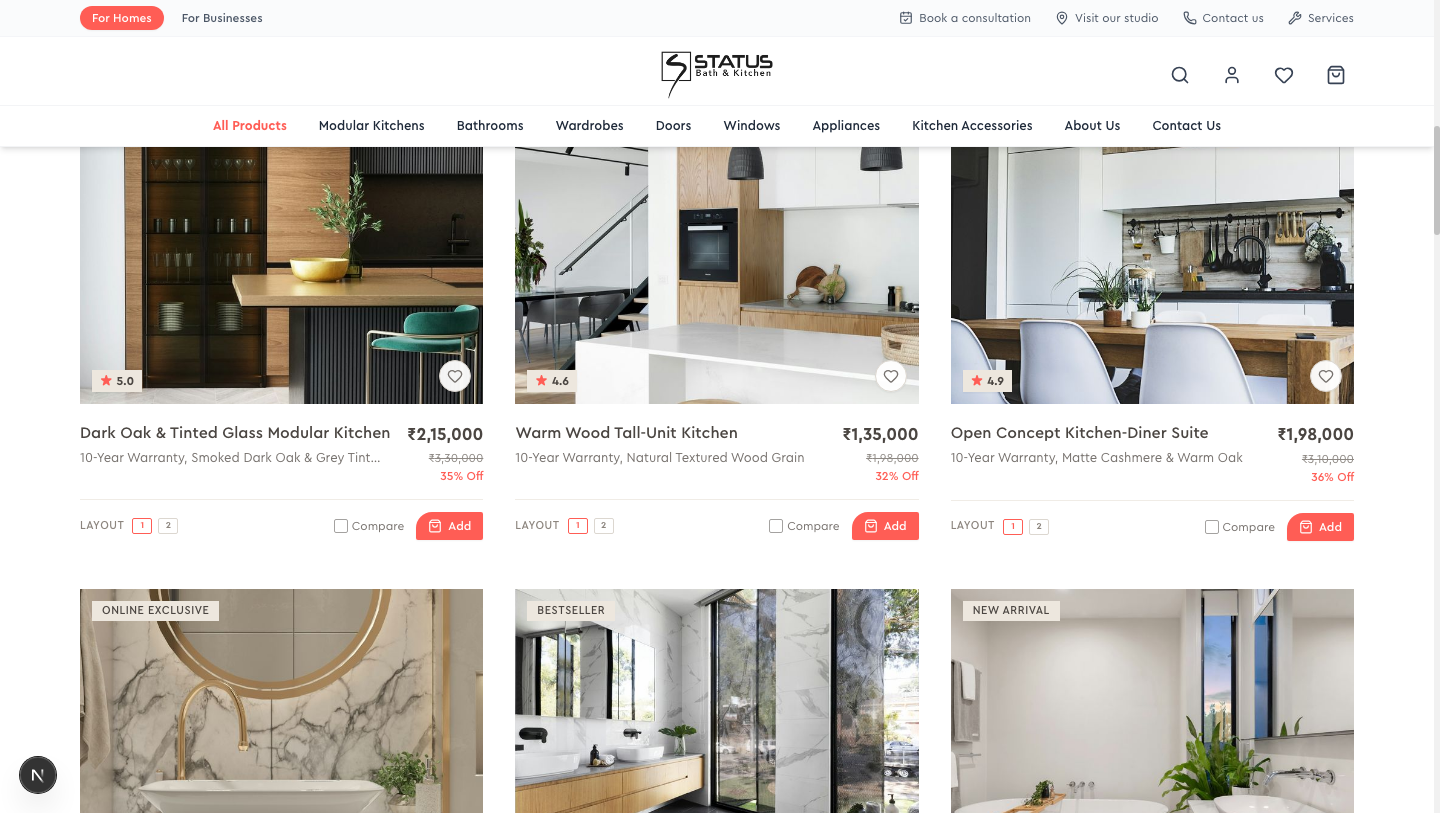 For Homes
For Businesses
Book a consultation
Visit our studio
Contact us
Services
STATUS
Bath & Kitchen
All Products
Modular Kitchens
Bathrooms
Wardrobes
Doors
Windows
Appliances
Kitchen Accessories
About Us
Contact Us
5.0
4.6
4.9
Dark Oak & Tinted Glass Modular Kitchen
₹2,15,000
10-Year Warranty, Smoked Dark Oak & Grey Tint...
₹3,30,000
35% Off
LAYOUT
1
2
Compare
Add
Warm Wood Tall-Unit Kitchen
₹1,35,000
10-Year Warranty, Natural Textured Wood Grain
₹1,98,000
32% Off
LAYOUT
1
2
Compare
Add
Open Concept Kitchen-Diner Suite
₹1,98,000
10-Year Warranty, Matte Cashmere & Warm Oak
₹3,10,000
36% Off
LAYOUT
1
2
Compare
Add
ONLINE EXCLUSIVE
BESTSELLER
NEW ARRIVAL
N